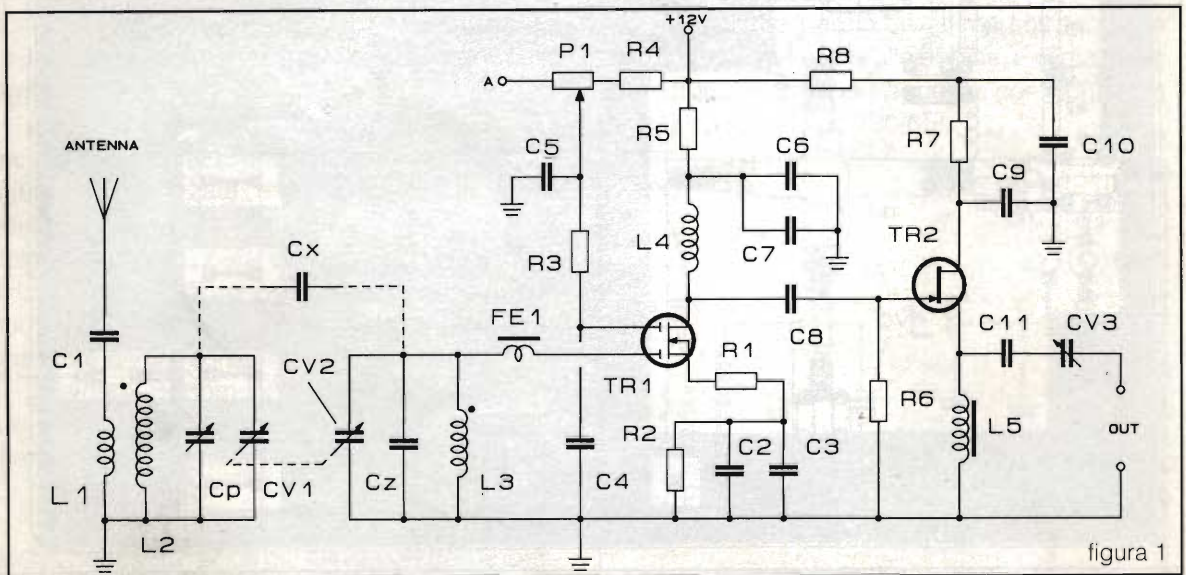 +12V
P1
R4
R8
A
ANTENNA
R5
R7
C10
C5
C6
C9
Cx
R3
L4
C7
TR2
FE1
C8
C11
CV3
C1
CV2
TR1
R1
R6
L5
OUT
R2
C2
C3
L1
Cp
CV1
Cz
L3
C4
L2
figura 1